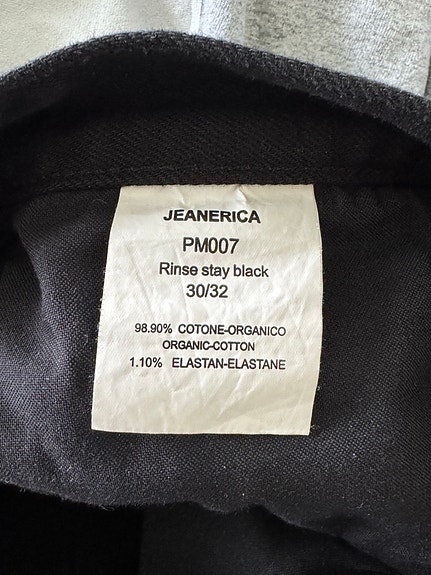 JEANERICA
PM007
Rinse stay black
30/32
98.90% COTONE-ORGANICO
ORGANIC-COTTON
1.10% ELASTAN-ELASTANE